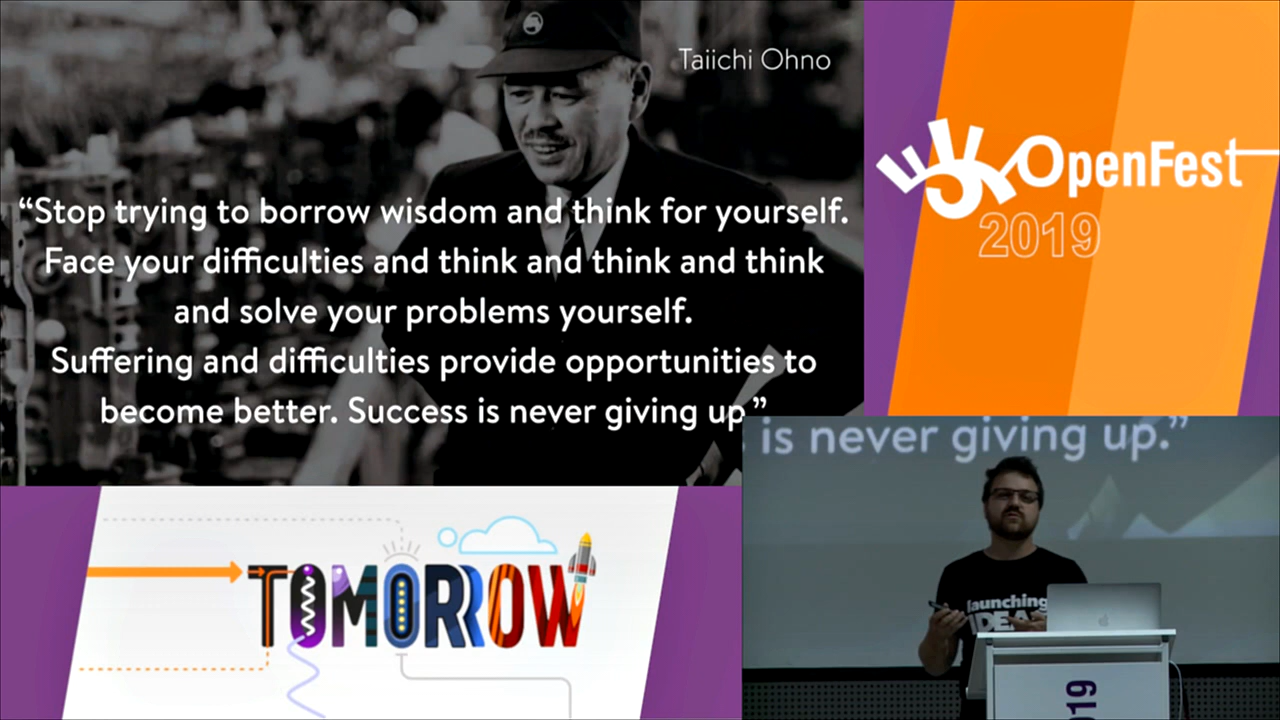 Taiichi Ohno
“Stop trying to borrow wisdom and think for yourself.
Face your difficulties and think and think and think
and solve your problems yourself.
Suffering and difficulties provide opportunities to
become better. Success is never giving up.”
OpenFest
2019
TOMORROW
is never giving up.”
launching
IDEAS
19